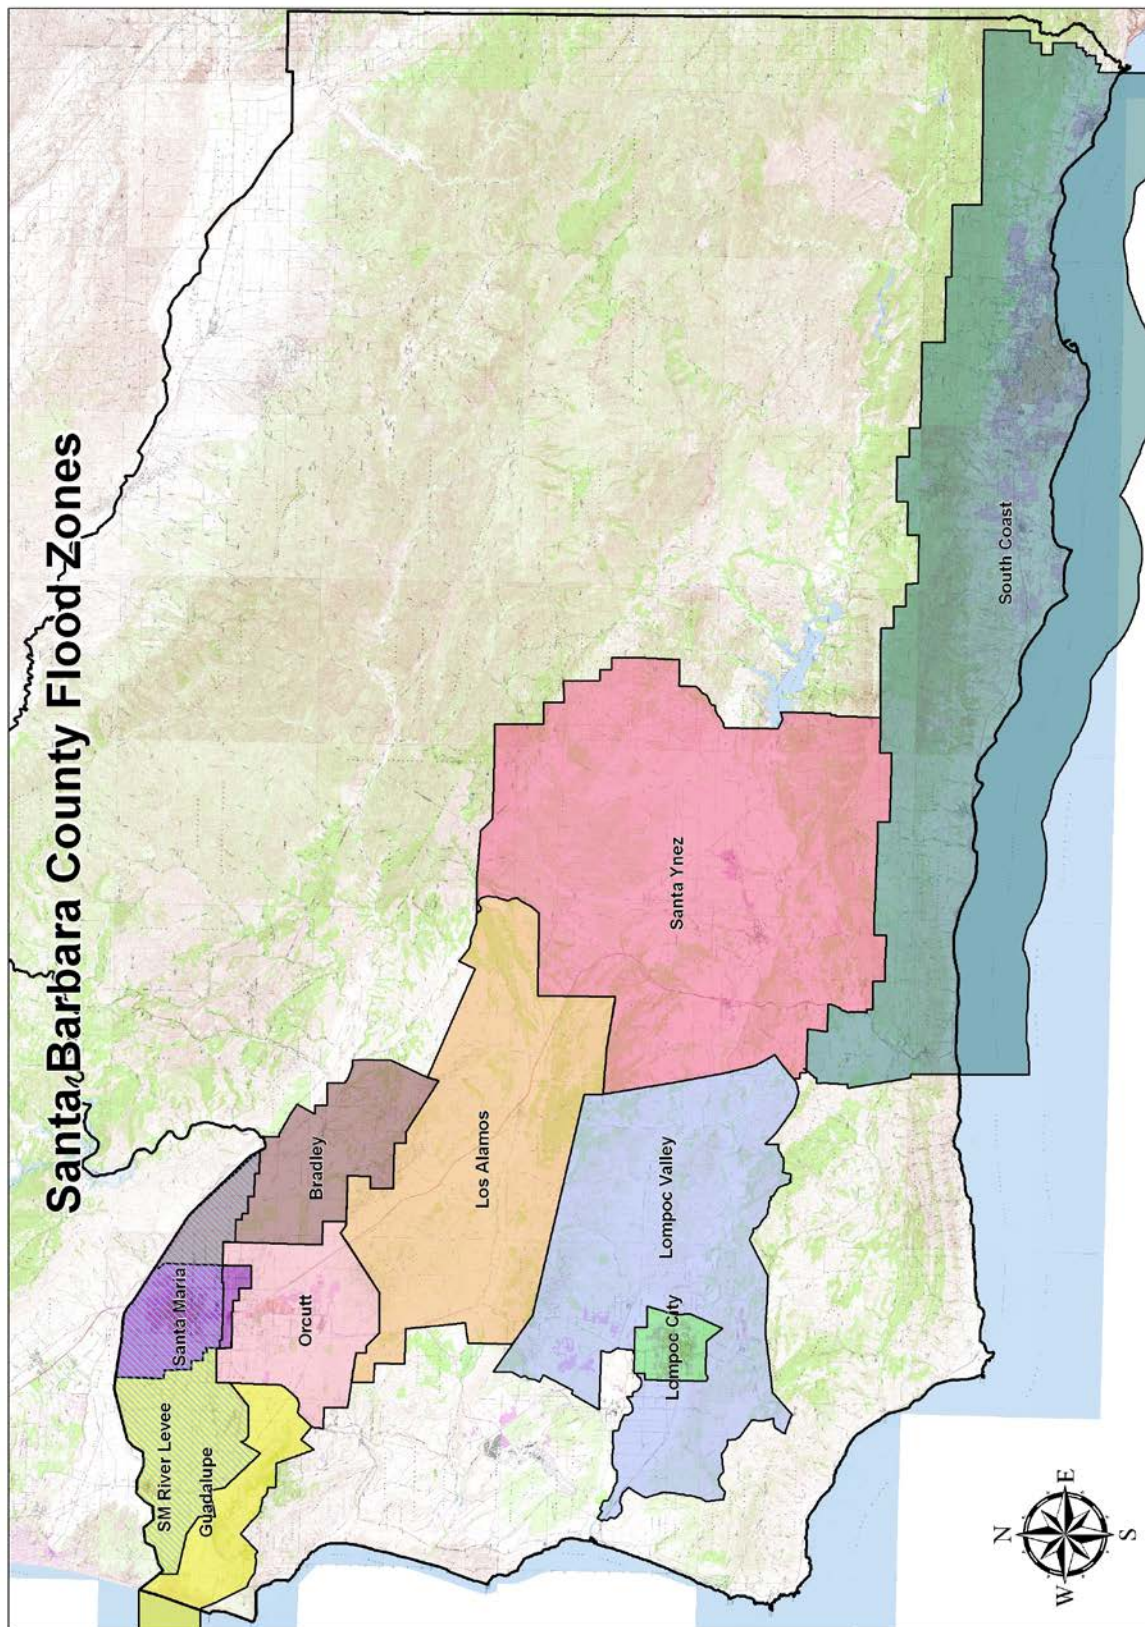 Santa Barbara County Flood Zones
SM River Levee
Guadalupe
Santa Maria
Orcutt
Bradley
Los Alamos
Lompoc Valley
Lompoc City
Santa Ynez
South Coast
N
W
E
S